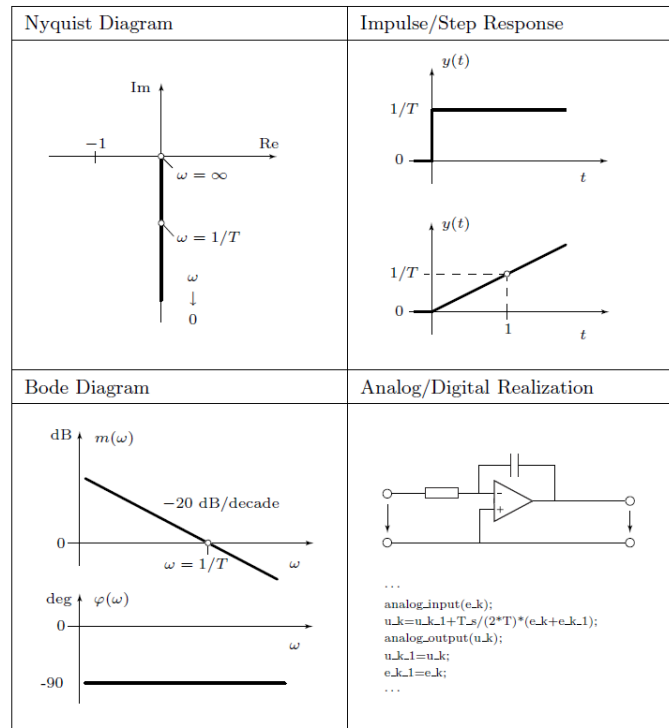 Nyquist Diagram
Im
−1
Re
ω = ∞
ω = 1/T
ω
↓
0
Impulse/Step Response
y(t)
1/T
0
t
y(t)
1/T
0
1
t
Bode Diagram
dB
m(ω)
−20 dB/decade
0
ω = 1/T
ω
deg
φ(ω)
0
ω
-90
Analog/Digital Realization
-
+
...
analog_input(e_k);
u_k=u_k_1+T_s/(2*T)*(e_k+e_k_1);
analog_output(u_k);
u_k_1=u_k;
e_k_1=e_k;
...